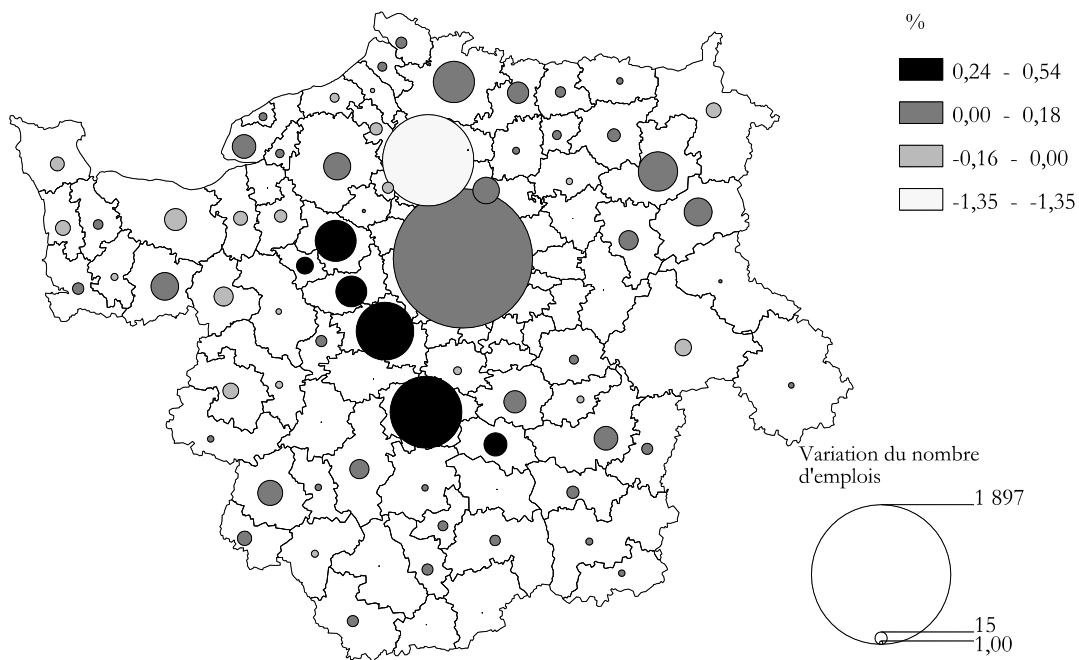 %
0,24 - 0,54
0,00 - 0,18
-0,16 - 0,00
-1,35 - -1,35
Variation du nombre
d'emplois
1 897
15
1,00